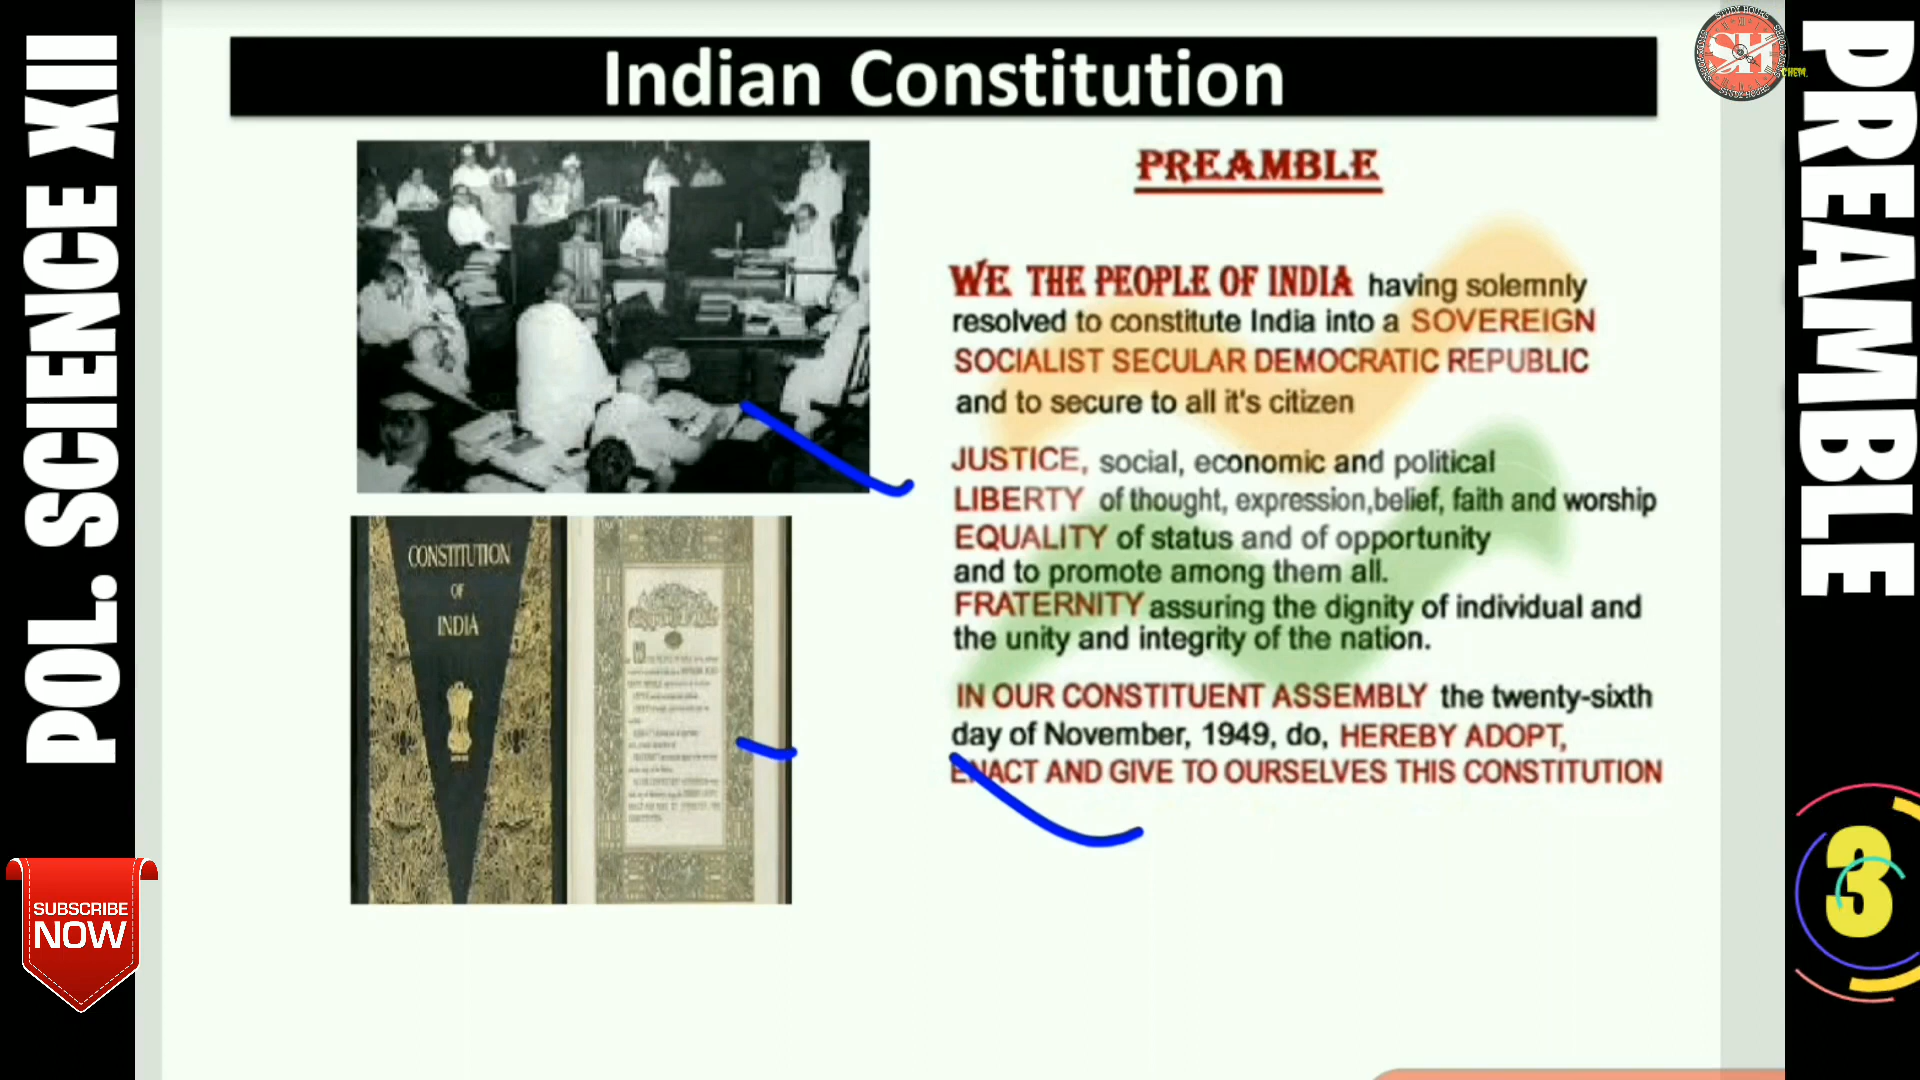 POL. SCIENCE XII
SUBSCRIBE
NOW
Indian Constitution
CONSTITUTION
OF
INDIA
PREAMBLE
WE THE PEOPLE OF INDIA having solemnly
resolved to constitute India into a SOVEREIGN
SOCIALIST SECULAR DEMOCRATIC REPUBLIC
and to secure to all it's citizen
JUSTICE, social, economic and political
LIBERTY of thought, expression,belief, faith and worship
EQUALITY of status and of opportunity
and to promote among them all.
FRATERNITY assuring the dignity of individual and
the unity and integrity of the nation.
IN OUR CONSTITUENT ASSEMBLY the twenty-sixth
day of November, 1949, do, HEREBY ADOPT,
ENACT AND GIVE TO OURSELVES THIS CONSTITUTION
STUDY HOURS
SH
CHEM.
PREAMBLE
3